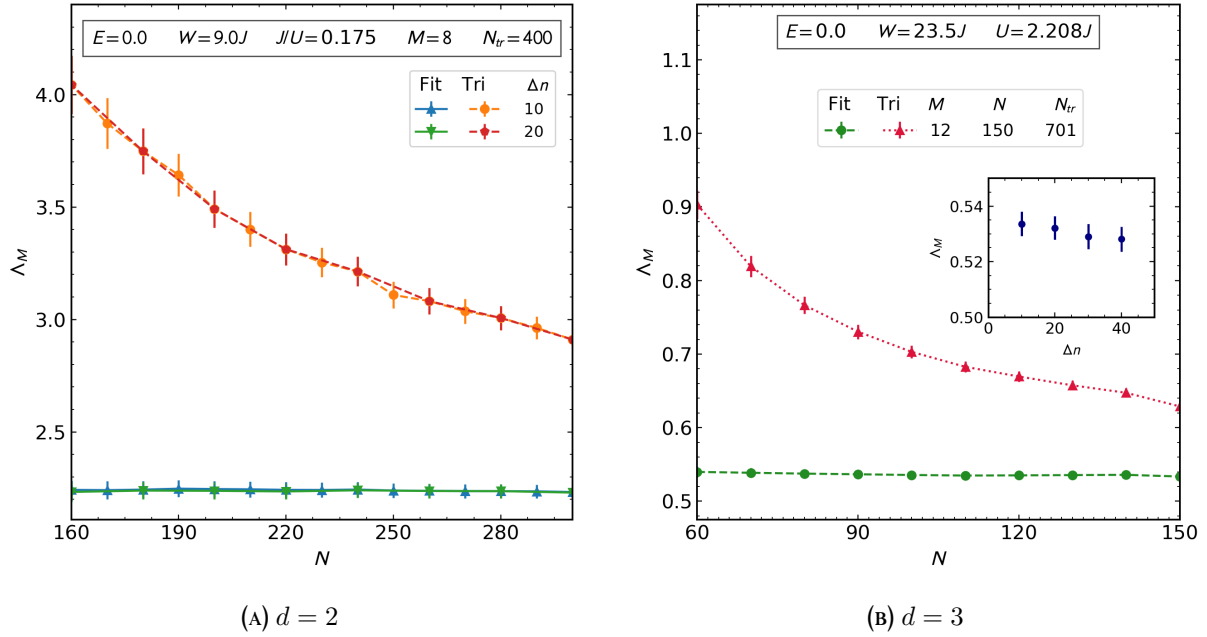 E=0.0 W=9.0J J/U=0.175 M=8 N_tr=400
Fit Tri Δn
10
20
4.0
3.5
3.0
2.5
Λ_M
160 190 220 250 280
N
(A) d = 2
E=0.0 W=23.5J U=2.208J
Fit Tri M N N_tr
12 150 701
1.1
1.0
0.9
0.8
0.7
0.6
0.5
Λ_M
0.54
0.52
0.50
Λ_M
0 20 40
Δn
60 90 120 150
N
(B) d = 3